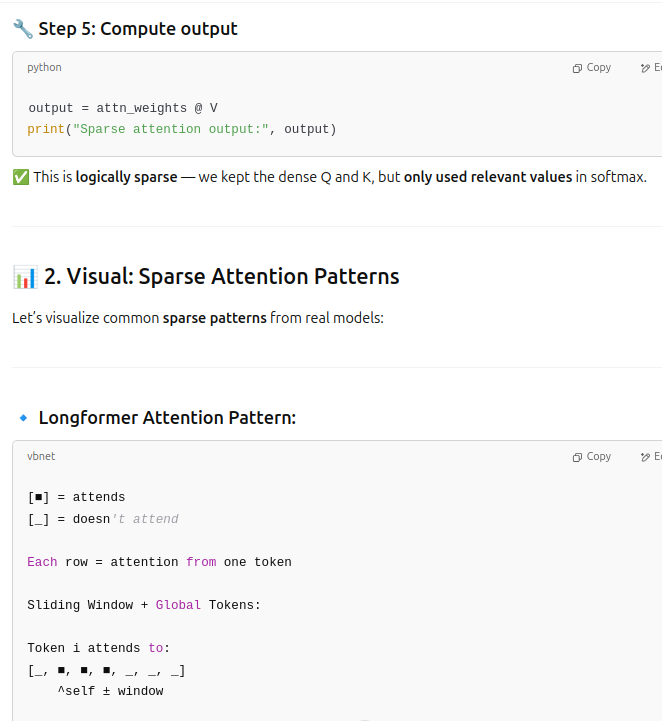 🔧 Step 5: Compute output
python
Copy
output = attn_weights @ V
print("Sparse attention output:", output)
✅ This is logically sparse — we kept the dense Q and K, but only used relevant values in softmax.
📊 2. Visual: Sparse Attention Patterns
Let's visualize common sparse patterns from real models:
🔹 Longformer Attention Pattern:
vbnet
Copy
[■] = attends
[_] = doesn't attend
Each row = attention from one token
Sliding Window + Global Tokens:
Token i attends to:
[_, ■, ■, ■, _, _, _]
^self ± window